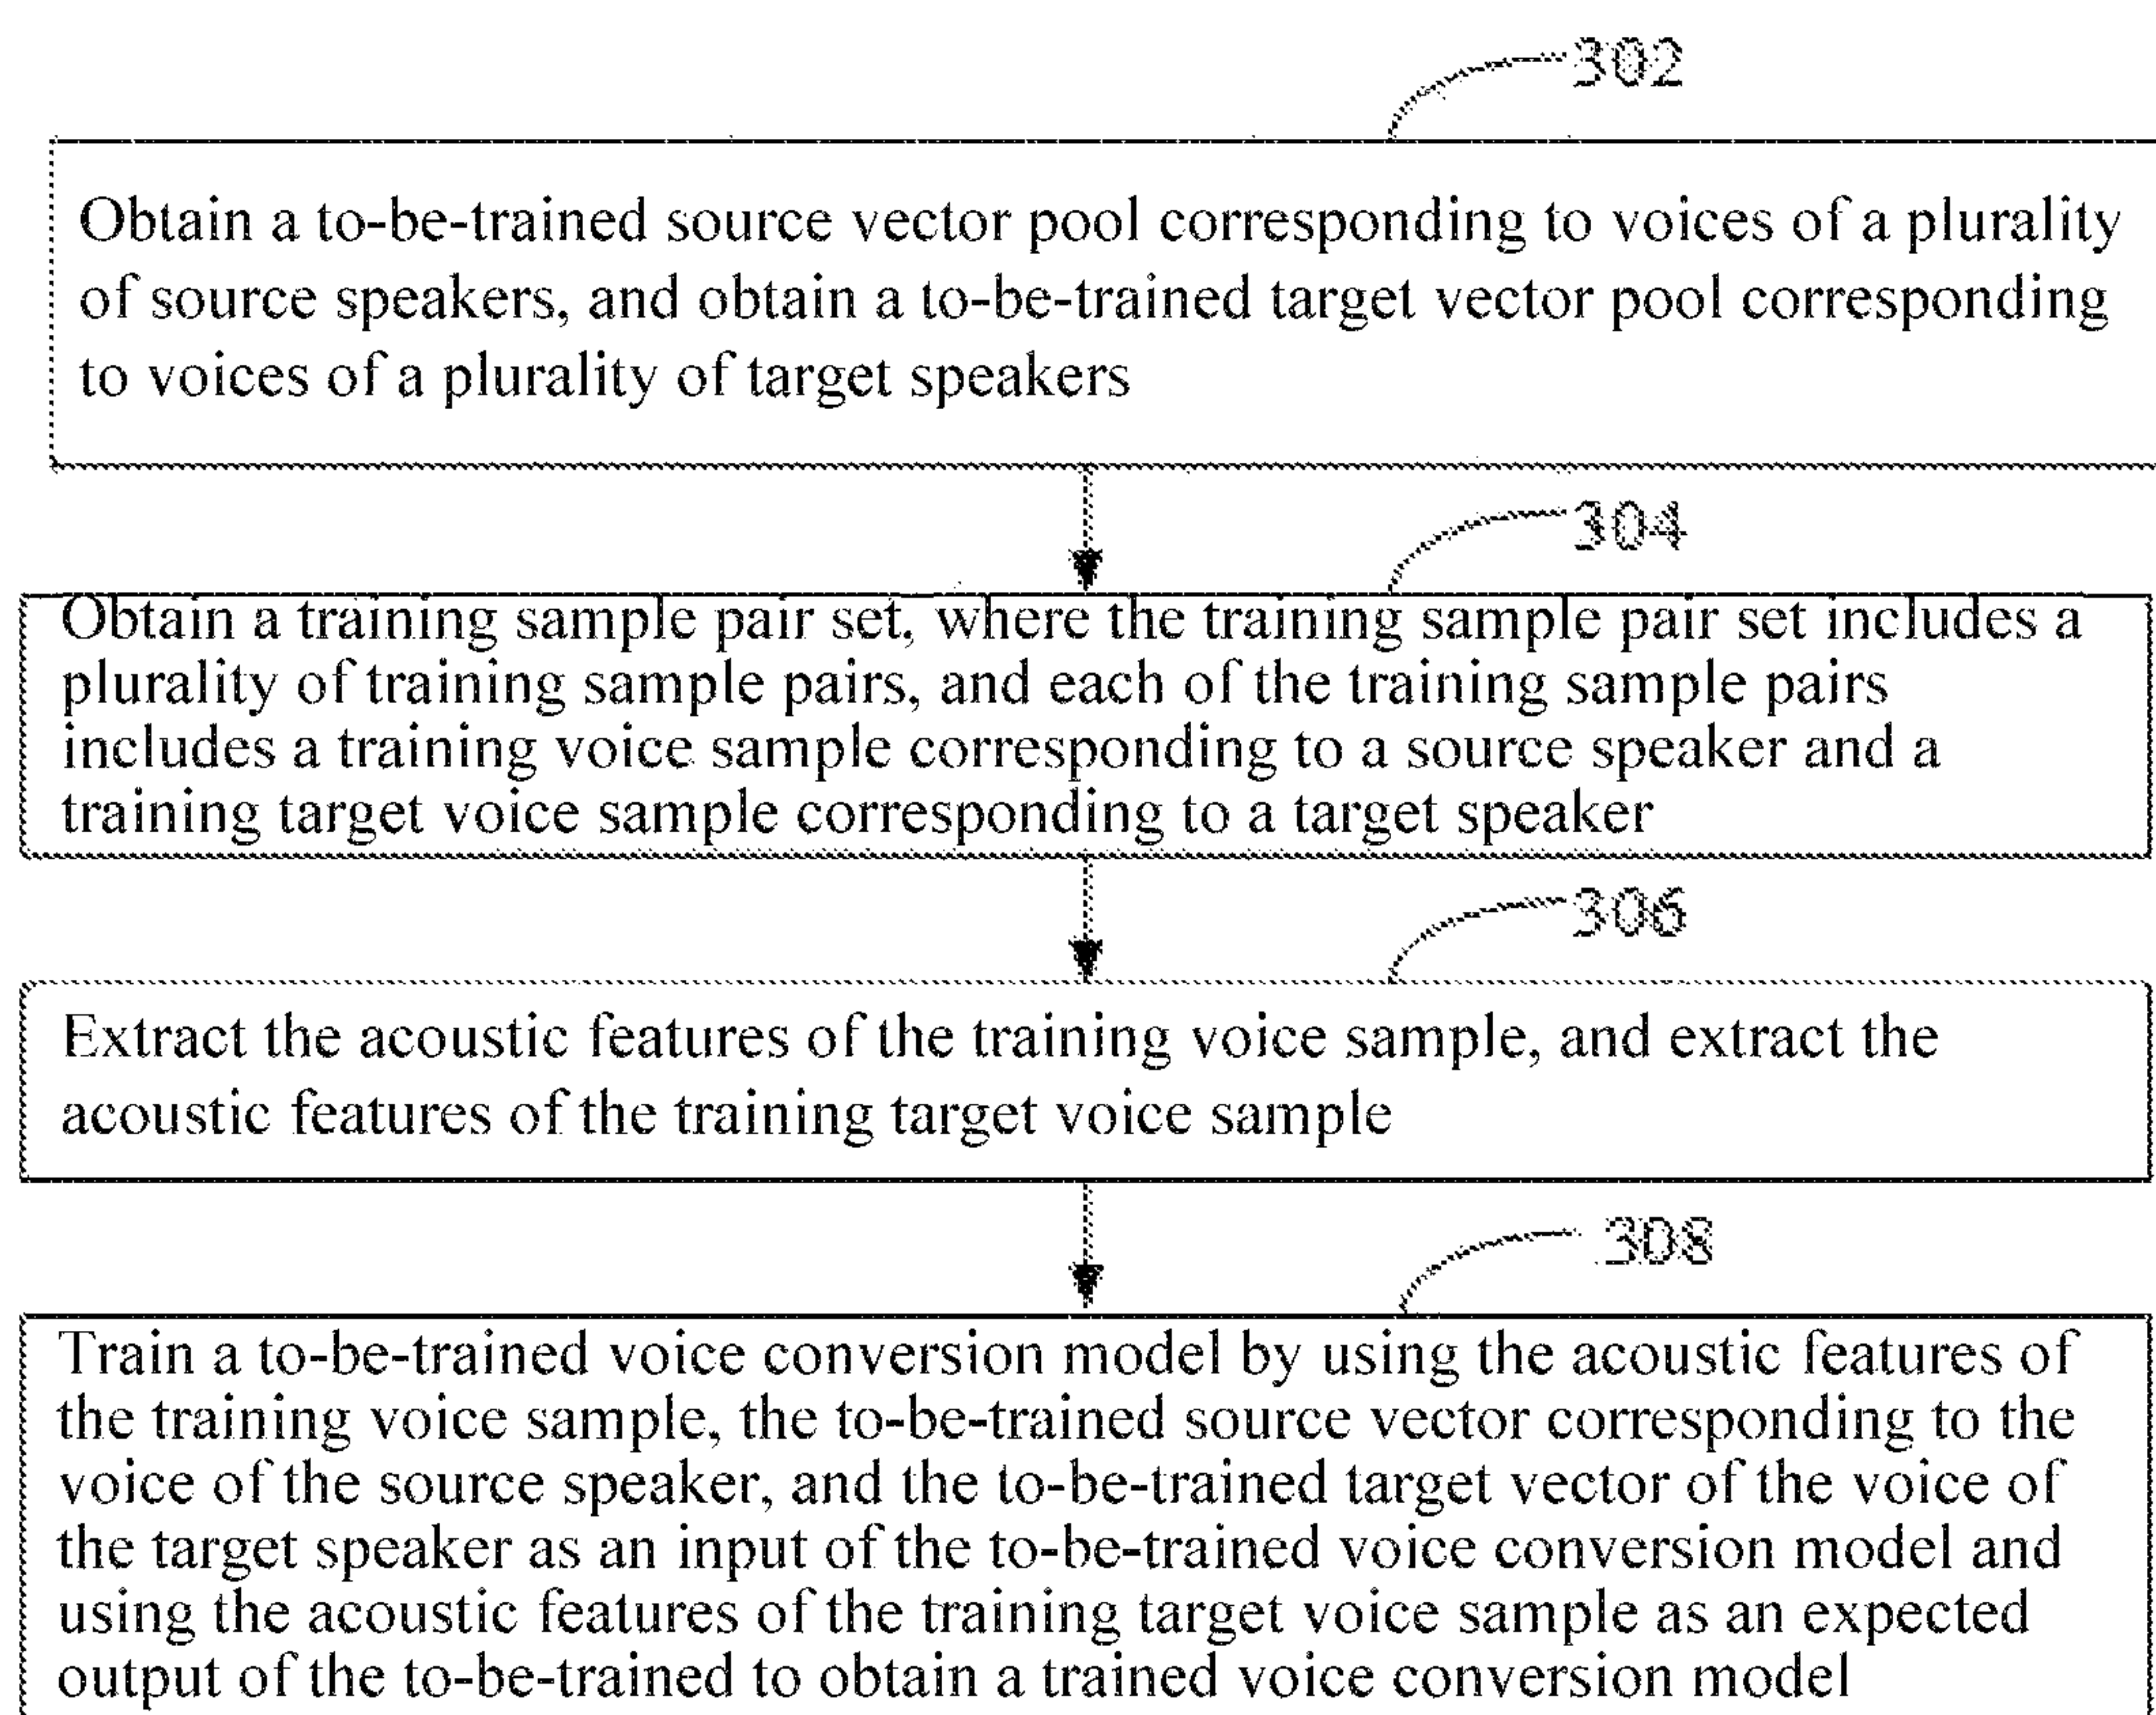 302
Obtain a to-be-trained source vector pool corresponding to voices of a plurality
of source speakers, and obtain a to-be-trained target vector pool corresponding
to voices of a plurality of target speakers
304
Obtain a training sample pair set, where the training sample pair set includes a
plurality of training sample pairs, and each of the training sample pairs
includes a training voice sample corresponding to a source speaker and a
training target voice sample corresponding to a target speaker
306
Extract the acoustic features of the training voice sample, and extract the
acoustic features of the training target voice sample
308
Train a to-be-trained voice conversion model by using the acoustic features of
the training voice sample, the to-be-trained source vector corresponding to the
voice of the source speaker, and the to-be-trained target vector of the voice of
the target speaker as an input of the to-be-trained voice conversion model and
using the acoustic features of the training target voice sample as an expected
output of the to-be-trained to obtain a trained voice conversion model